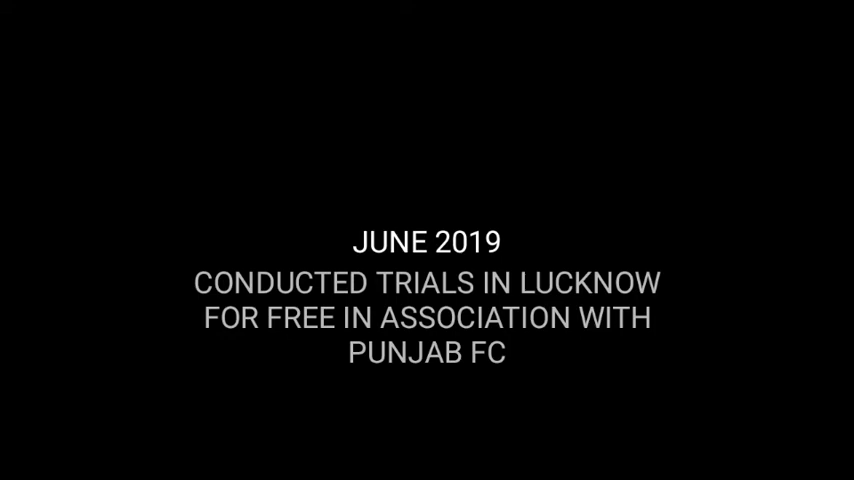 JUNE 2019
CONDUCTED TRIALS IN LUCKNOW
FOR FREE IN ASSOCIATION WITH
PUNJAB FC